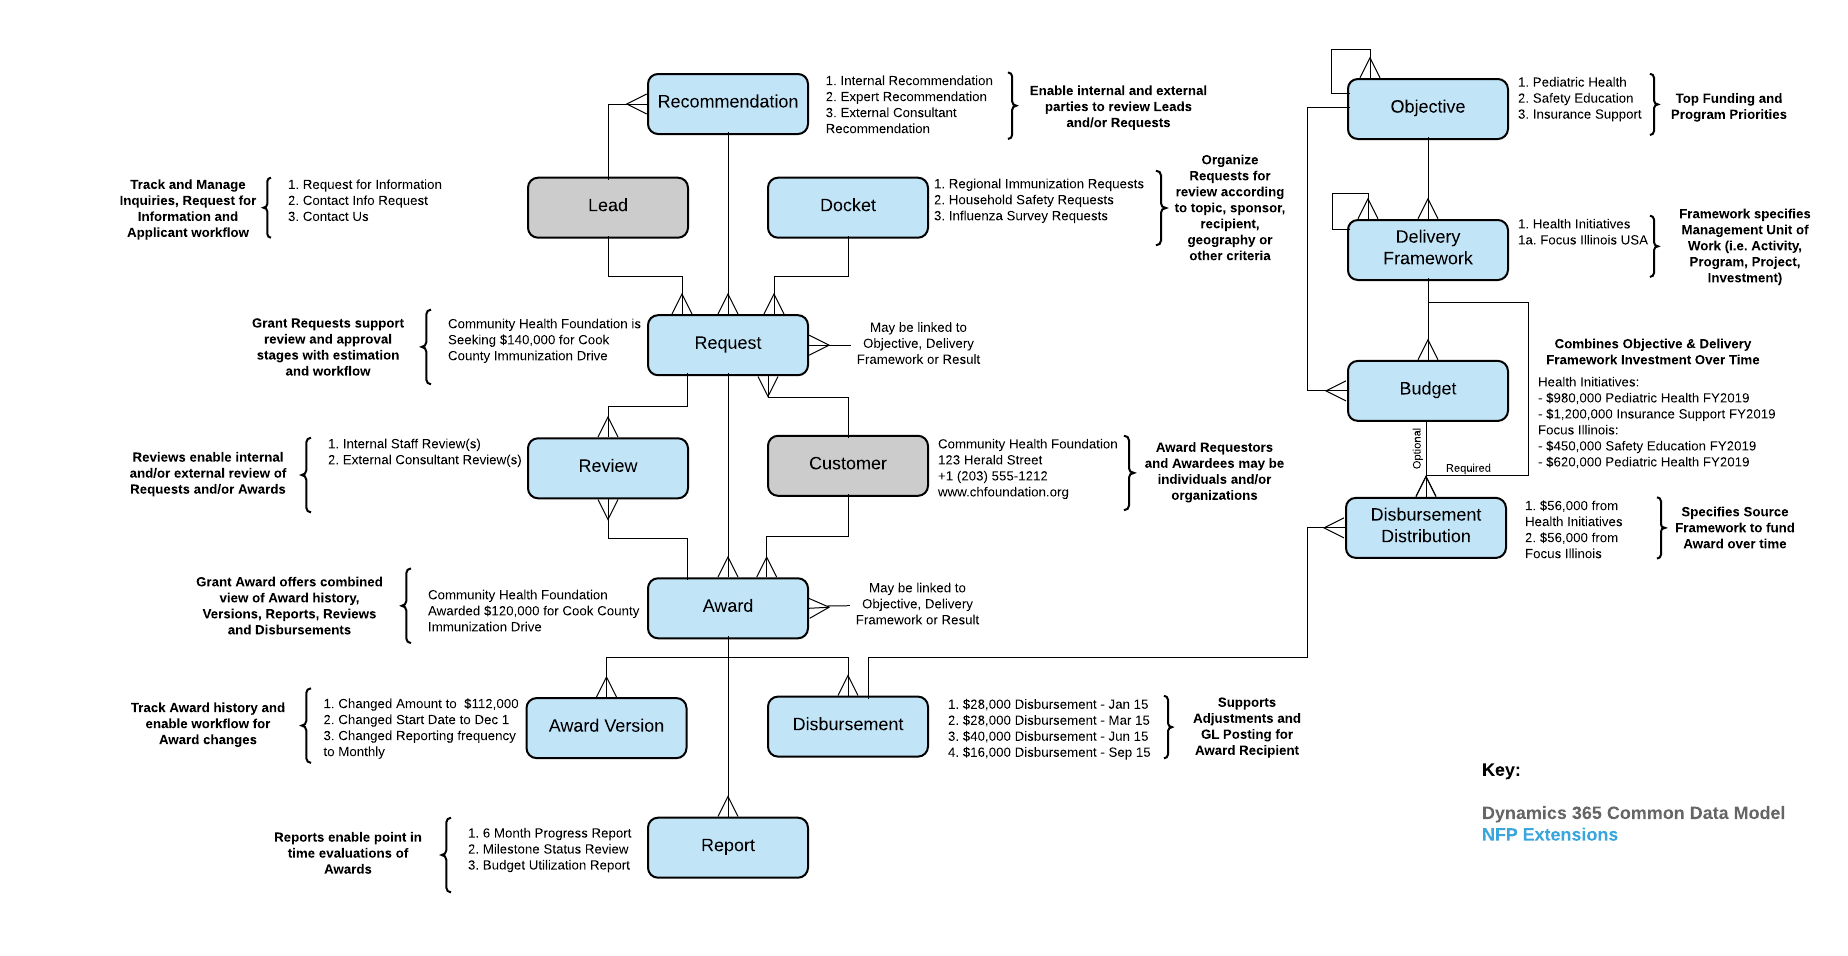 Recommendation
1. Internal Recommendation
2. Expert Recommendation
3. External Consultant
Recommendation
Enable internal and external
parties to review Leads
and/or Requests
Objective
1. Pediatric Health
2. Safety Education
3. Insurance Support
Top Funding and
Program Priorities
Track and Manage
Inquiries, Request for
Information and
Applicant workflow
1. Request for Information
2. Contact Info Request
3. Contact Us
Lead
Docket
1. Regional Immunization Requests
2. Household Safety Requests
3. Influenza Survey Requests
Organize
Requests for
review according
to topic, sponsor,
recipient,
geography or
other criteria
Delivery
Framework
1. Health Initiatives
1a. Focus Illinois USA
Framework specifies
Management Unit of
Work (i.e. Activity,
Program, Project,
Investment)
Grant Requests support
review and approval
stages with estimation
and workflow
Community Health Foundation is
Seeking $140,000 for Cook
County Immunization Drive
Request
May be linked to
Objective, Delivery
Framework or Result
Budget
Combines Objective & Delivery
Framework Investment Over Time
Health Initiatives:
- $980,000 Pediatric Health FY2019
- $1,200,000 Insurance Support FY2019
Focus Illinois:
- $450,000 Safety Education FY2019
- $620,000 Pediatric Health FY2019
Optional
Required
Reviews enable internal
and/or external review of
Requests and/or Awards
1. Internal Staff Review(s)
2. External Consultant Review(s)
Review
Customer
Community Health Foundation
123 Herald Street
+1 (203) 555-1212
www.chfoundation.org
Award Requestors
and Awardees may be
individuals and/or
organizations
Disbursement
Distribution
1. $56,000 from
Health Initiatives
2. $56,000 from
Focus Illinois
Specifies Source
Framework to fund
Award over time
Grant Award offers combined
view of Award history,
Versions, Reports, Reviews
and Disbursements
Community Health Foundation
Awarded $120,000 for Cook County
Immunization Drive
Award
May be linked to
Objective, Delivery
Framework or Result
Track Award history and
enable workflow for
Award changes
1. Changed Amount to  $112,000
2. Changed Start Date to Dec 1
3. Changed Reporting frequency
to Monthly
Award Version
Disbursement
1. $28,000 Disbursement - Jan 15
2. $28,000 Disbursement - Mar 15
3. $40,000 Disbursement - Jun 15
4. $16,000 Disbursement - Sep 15
Supports
Adjustments and
GL Posting for
Award Recipient
Reports enable point in
time evaluations of
Awards
1. 6 Month Progress Report
2. Milestone Status Review
3. Budget Utilization Report
Report
Key:
Dynamics 365 Common Data Model
NFP Extensions